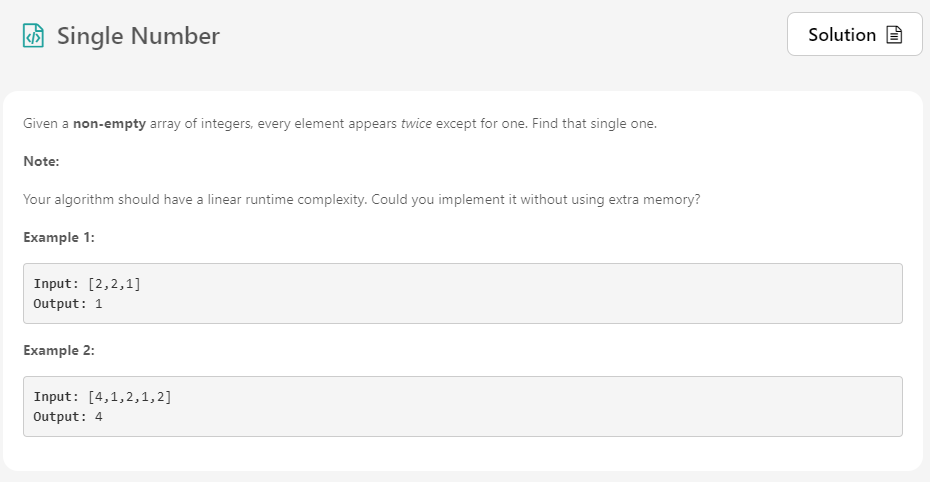 Single Number
Solution
Given a non-empty array of integers, every element appears twice except for one. Find that single one.
Note:
Your algorithm should have a linear runtime complexity. Could you implement it without using extra memory?
Example 1:
Input: [2,2,1]
Output: 1
Example 2:
Input: [4,1,2,1,2]
Output: 4